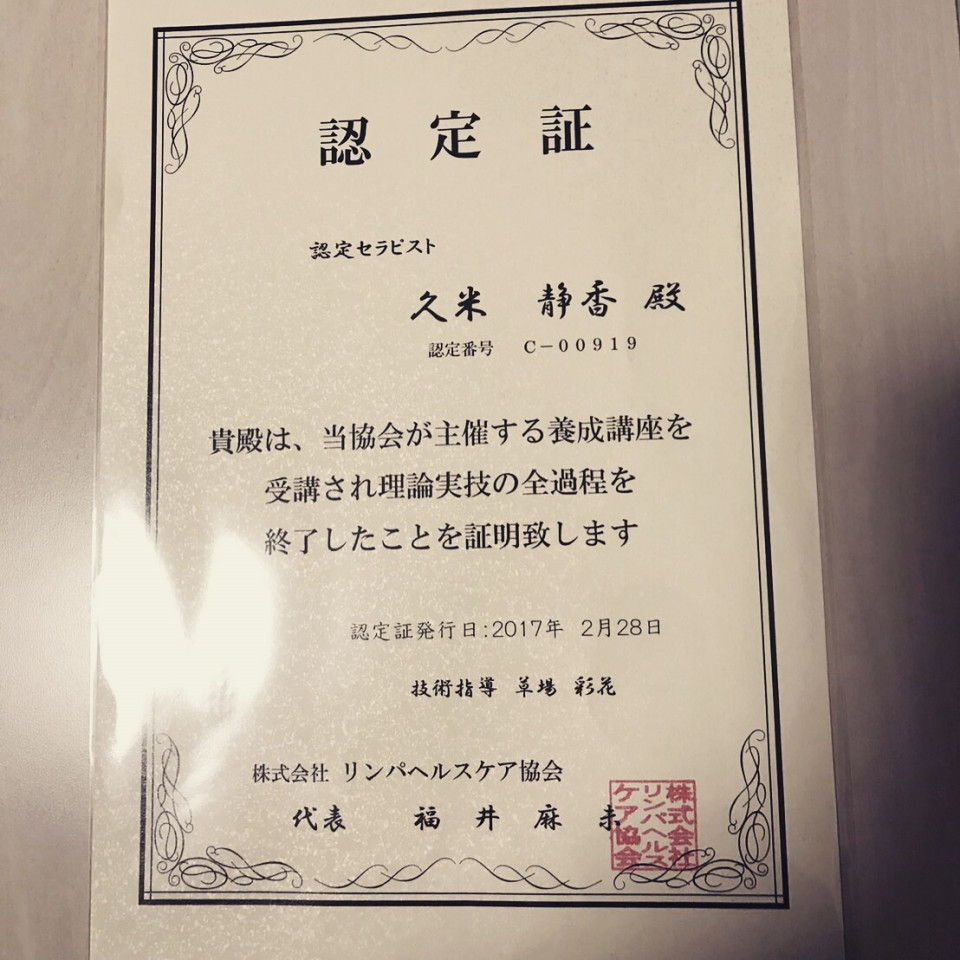 認定証
認定セラピスト
久米 静香 殿
認定番号 C－００９１９
貴殿は、当協会が主催する養成講座を
受講され理論実技の全過程を
終了したことを証明致します
認定証発行日:2017年 2月28日
技術指導 草場 彩花
株式会社 リンパヘルスケア協会
代表 福井麻未
株式会社
リンパヘルス
ケア協会